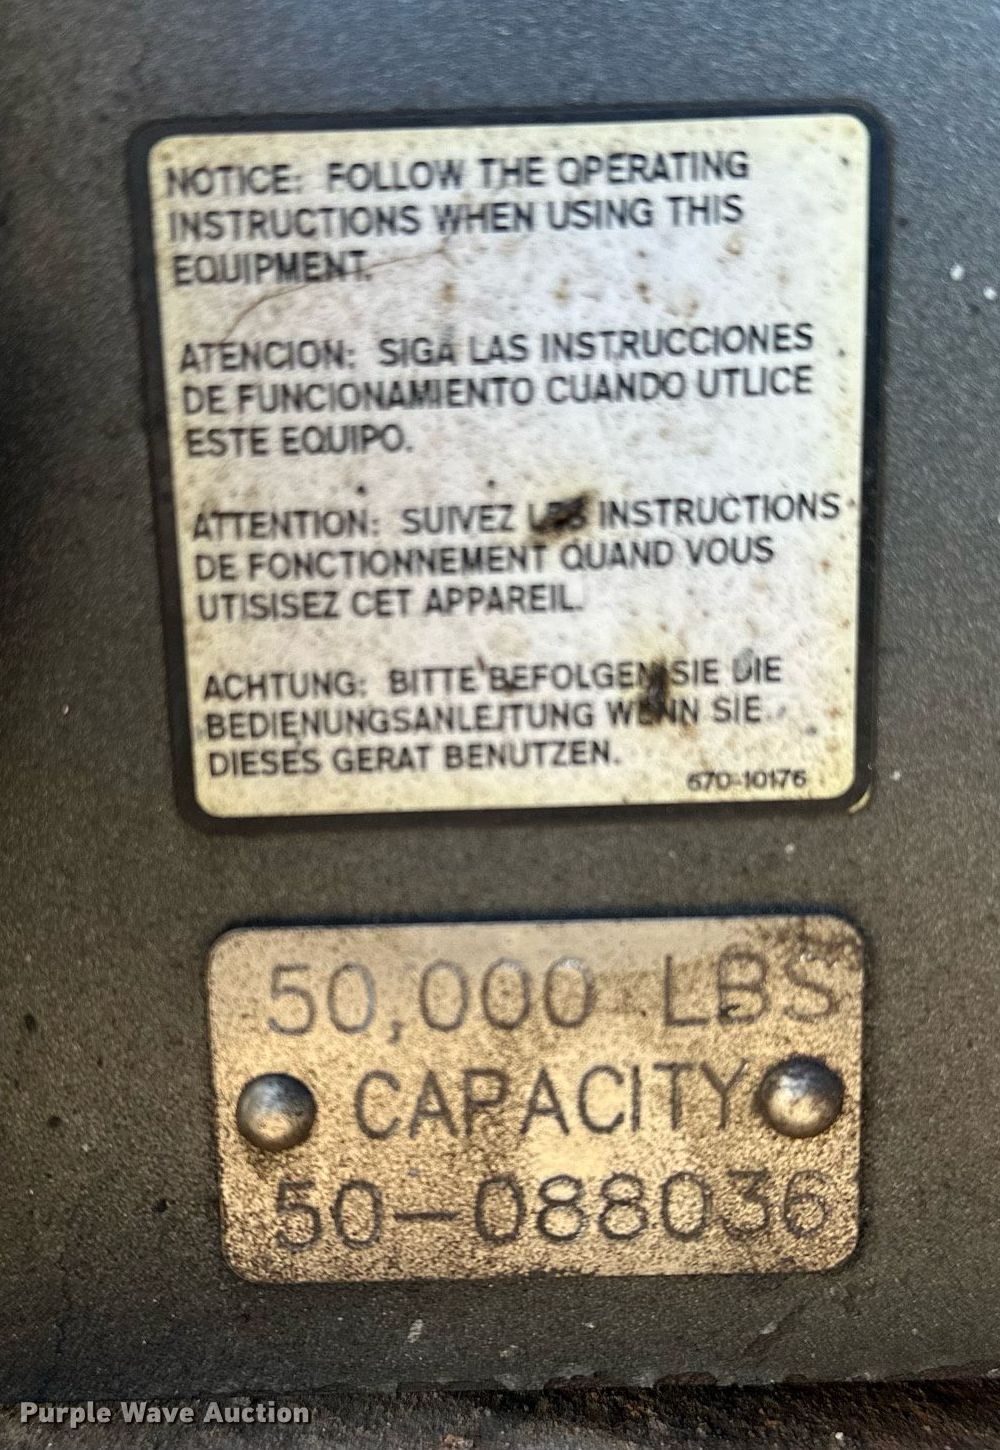 NOTICE: FOLLOW THE OPERATING
INSTRUCTIONS WHEN USING THIS
EQUIPMENT.
ATENCION: SIGA LAS INSTRUCCIONES
DE FUNCIONAMIENTO CUANDO UTLICE
ESTE EQUIPO.
ATTENTION: SUIVEZ LES INSTRUCTIONS
DE FONCTIONNEMENT QUAND VOUS
UTISISEZ CET APPAREIL.
ACHTUNG: BITTE BEFOLGEN SIE DIE
BEDIENUNGSANLEITUNG WENN SIE
DIESES GERAT BENUTZEN.
670-10176
50,000 LBS
CAPACITY
50-088036
Purple Wave Auction